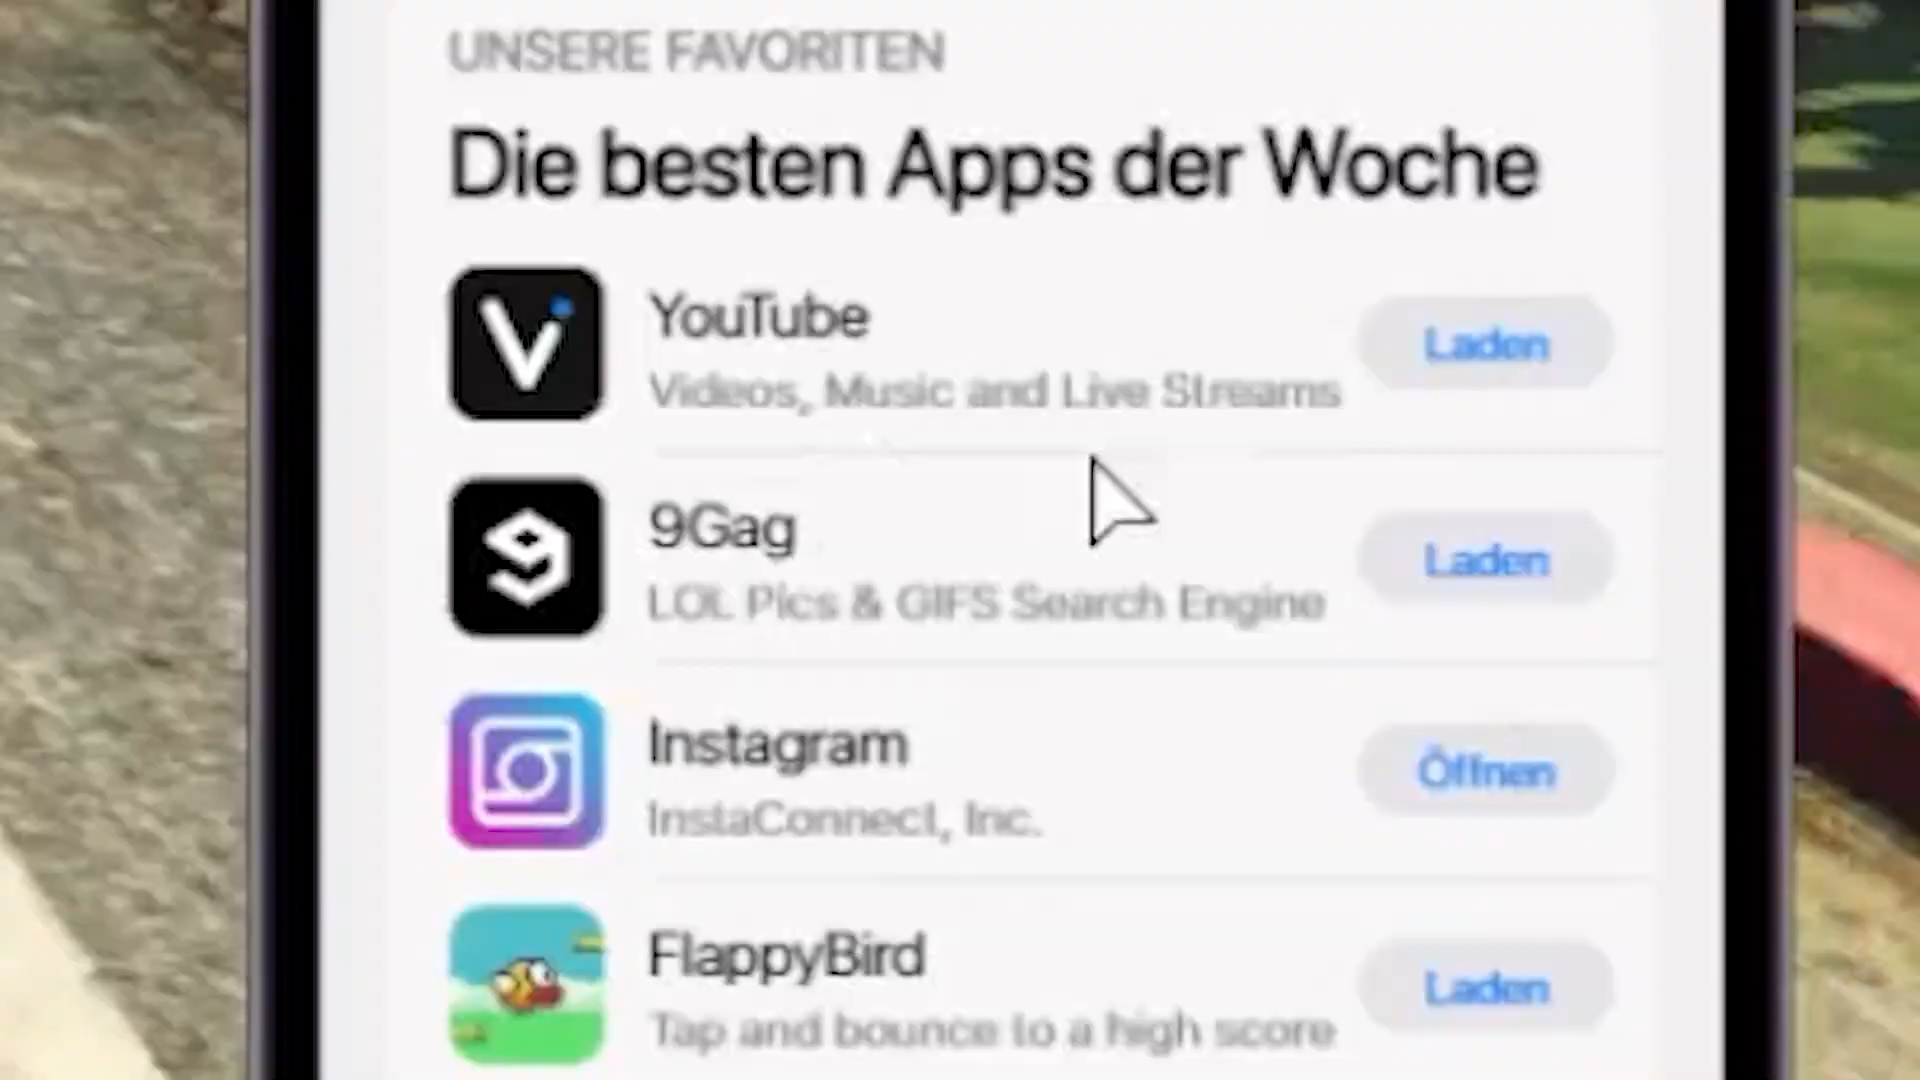 UNSERE FAVORITEN
Die besten Apps der Woche
YouTube
Videos, Music and Live Streams
Laden
9Gag
LOL Pics & GIFS Search Engine
Laden
Instagram
InstaConnect, Inc.
Öffnen
FlappyBird
Tap and bounce to a high score
Laden